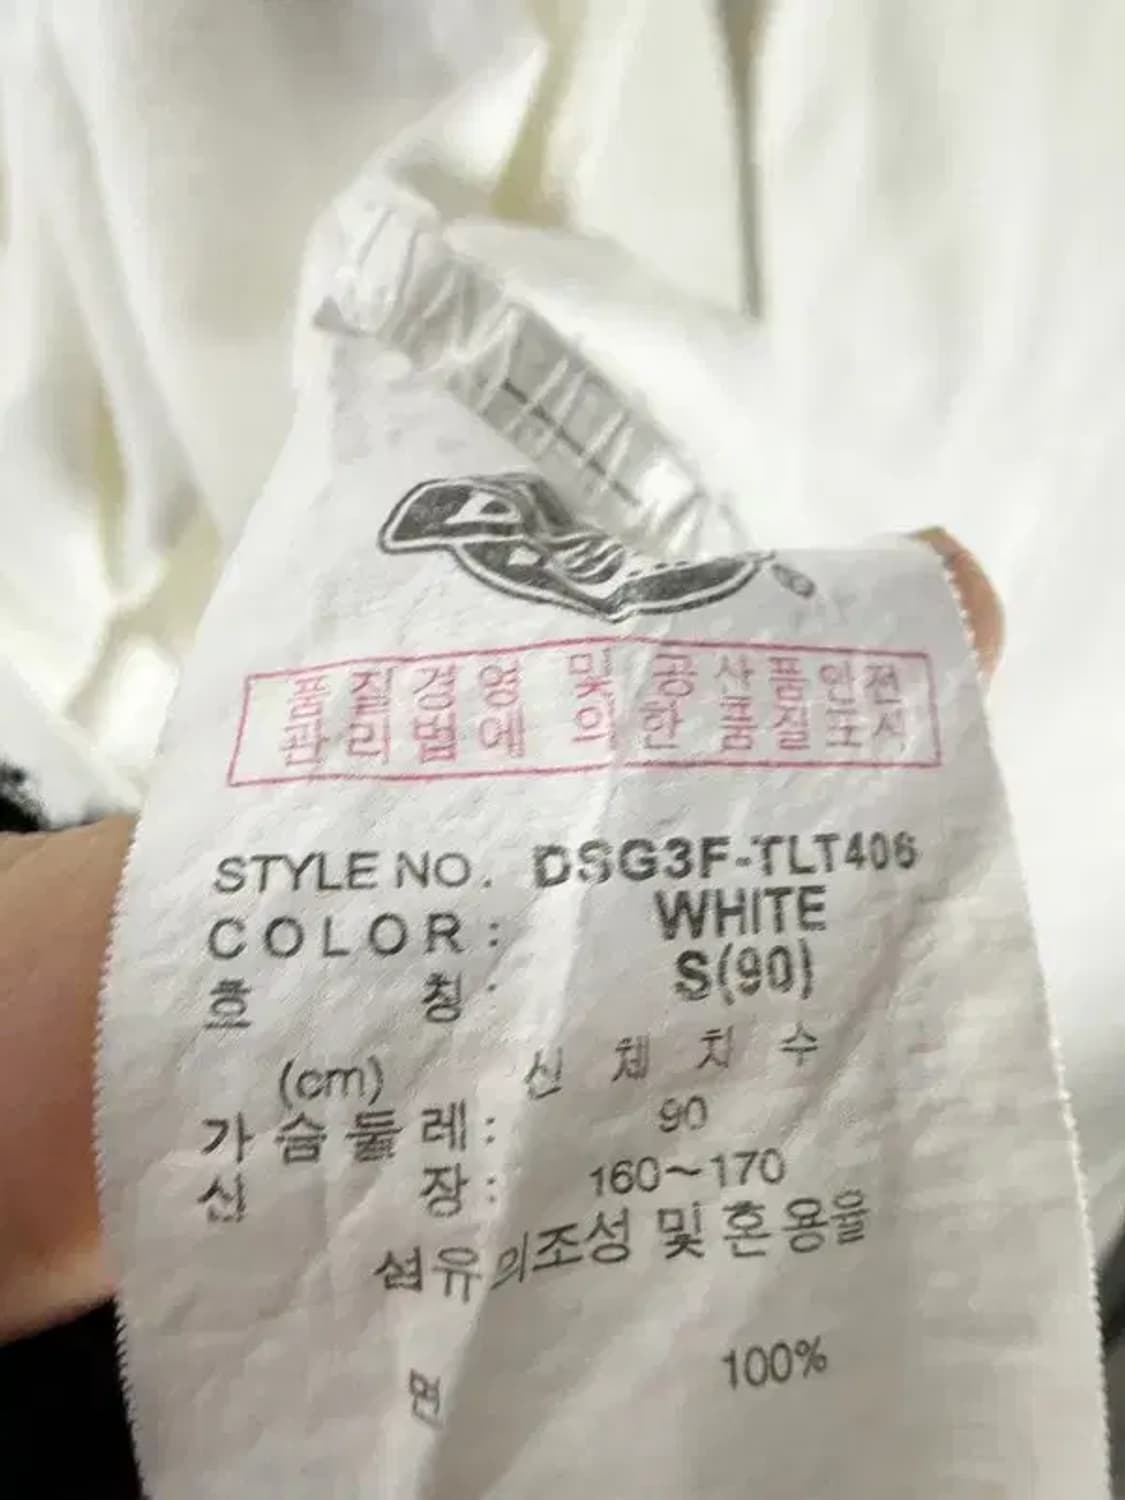 품질경영 및 공산품안전
관리법에 의한 품질표시
STYLE NO. DSG3F-TLT406
COLOR: WHITE
호칭: S(90)
(cm) 신체치수
가슴둘레: 90
신장: 160~170
섬유의조성 및 혼용율
면 100%